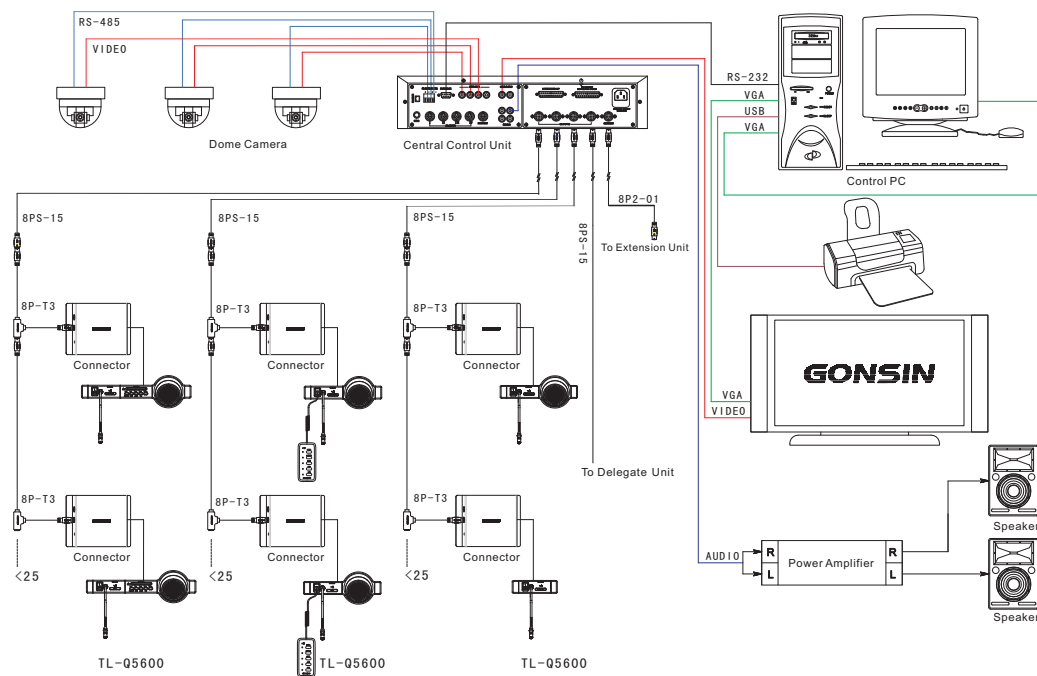 RS-485
VIDEO
Dome Camera
Central Control Unit
RS-232
VGA
USB
VGA
Control PC
8PS-15
8PS-15
8PS-15
8PS-15
8P2-01
To Extension Unit
8P-T3
8P-T3
8P-T3
Connector
Connector
Connector
GONSIN
VGA
VIDEO
To Delegate Unit
8P-T3
8P-T3
8P-T3
Connector
Connector
Connector
<25
<25
<25
TL-Q5600
TL-Q5600
TL-Q5600
AUDIO
R
L
Power Amplifier
R
L
Speaker
Speaker